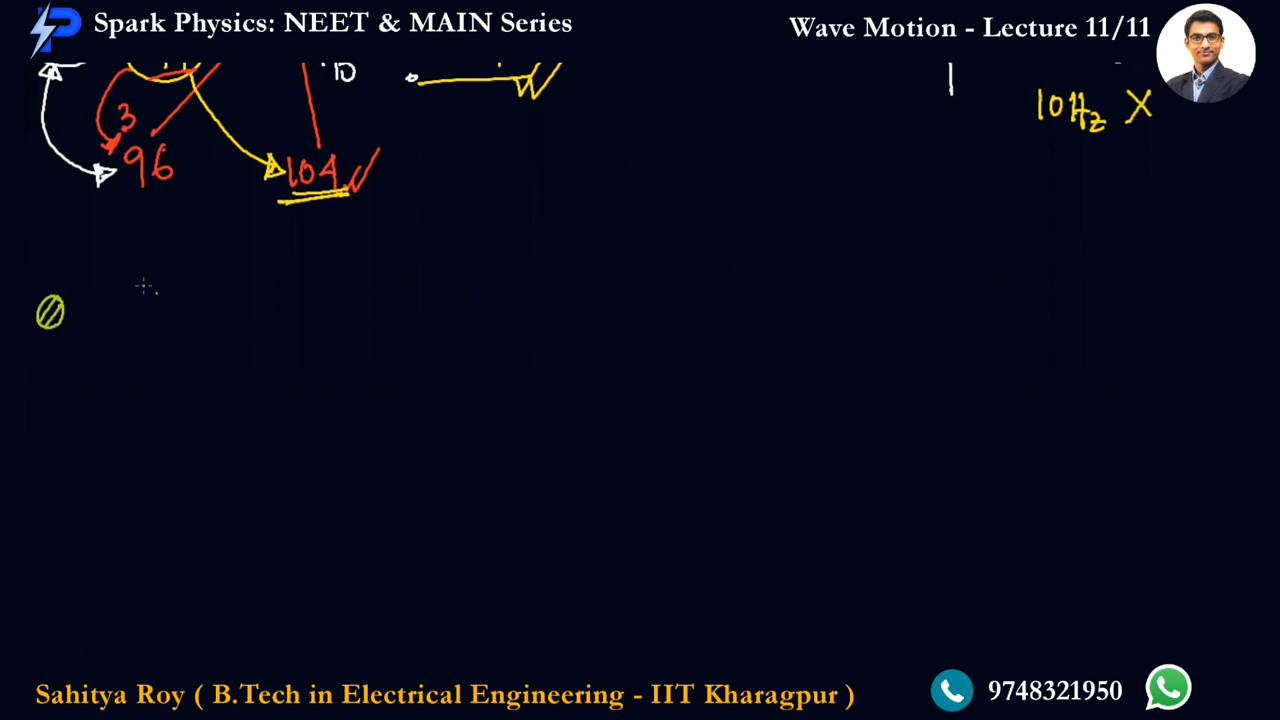 Spark Physics: NEET & MAIN Series
Wave Motion - Lecture 11/11
10Hz X
3
96
104
Sahitya Roy ( B.Tech in Electrical Engineering - IIT Kharagpur )
9748321950